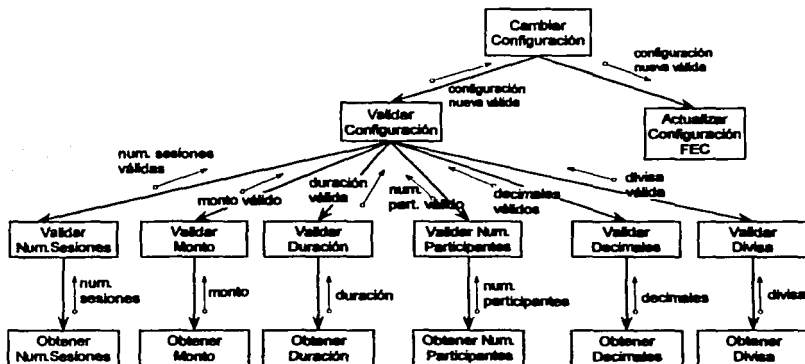 Cambiar
Configuración
configuración
nueva válida
configuración
nueva válida
Validar
Configuración
Actualizar
Configuración
FEC
num. sesiones
válidas
monto válido
duración
válida
num.
part. válido
decimales
válidos
divisa
válida
Validar
Num.Sesiones
Validar
Monto
Validar
Duración
Validar Num.
Participantes
Validar
Decimales
Validar
Divisa
num.
sesiones
monto
duración
num.
participantes
decimales
divisa
Obtener
Num.Sesiones
Obtener
Monto
Obtener
Duración
Obtener Num.
Participantes
Obtener
Decimales
Obtener
Divisa